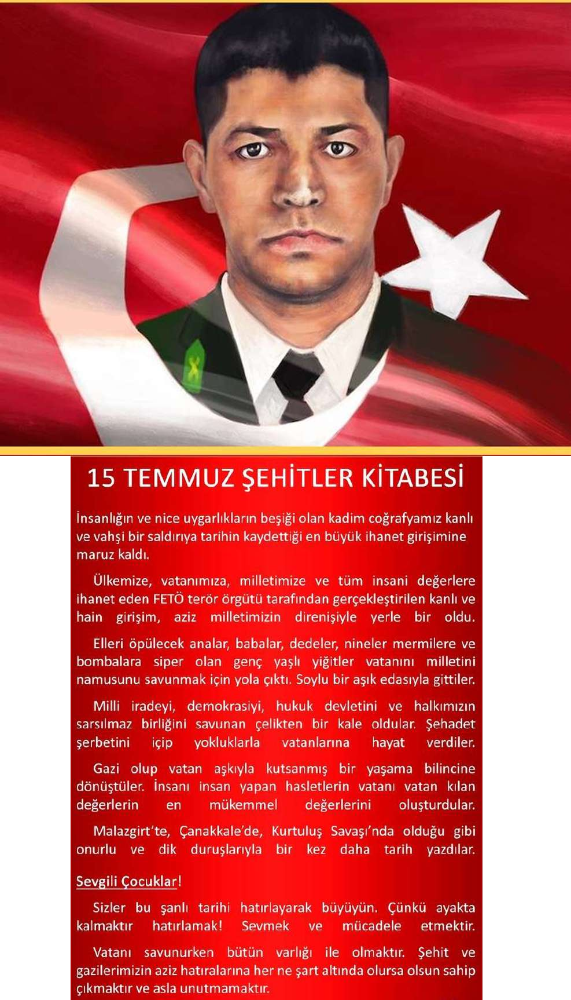 15 TEMMUZ ŞEHİTLER KİTABESİ
İnsanlığın ve nice uygarlıkların beşiği olan kadim coğrafyamız kanlı
ve vahşi bir saldırıya tarihin kaydettiği en büyük ihanet girişimine
maruz kaldı.
Ülkemize, vatanımıza, milletimize ve tüm insani değerlere
ihanet eden FETÖ terör örgütü tarafından gerçekleştirilen kanlı ve
hain girişim, aziz milletimizin direnişiyle yerle bir oldu.
Elleri öpülecek analar, babalar, dedeler, nineler mermilere ve
bombalara siper olan genç yaşlı yiğitler vatanını milletini
namusunu savunmak için yola çıktı. Soylu bir aşık edasıyla gittiler.
Milli iradeyi, demokrasiyi, hukuk devletini ve halkımızın
sarsılmaz birliğini savunan çelikten bir kale oldular. Şehadet
şerbetini içip yokluklarla vatanlarına hayat verdiler.
Gazi olup vatan aşkıyla kutsanmış bir yaşama bilincine
dönüştüler. İnsanı insan yapan hasletlerin vatanı vatan kılan
değerlerin en mükemmel değerlerini oluşturdular.
Malazgirt’te, Çanakkale’de, Kurtuluş Savaşı’nda olduğu gibi
onurlu ve dik duruşlarıyla bir kez daha tarih yazdılar.
Sevgili Çocuklar!
Sizler bu şanlı tarihi hatırlayarak büyüyün. Çünkü ayakta
kalmaktır hatırlamak! Sevmek ve mücadele etmektir.
Vatanı savunurken bütün varlığı ile olmaktır. Şehit ve
gazilerimizin aziz hatıralarına her ne şart altında olursa olsun sahip
çıkmaktır ve asla unutmamaktır.